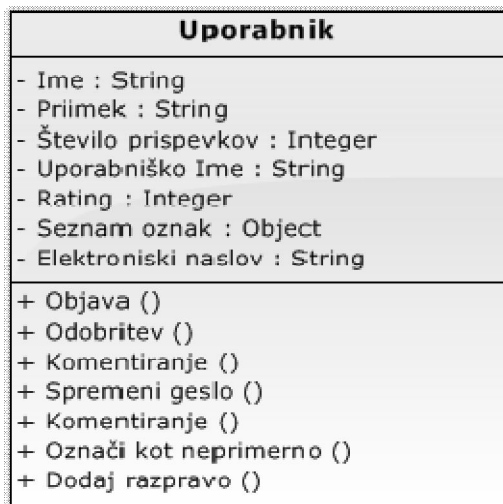 Uporabnik
- Ime : String
- Priimek : String
- Število prispevkov : Integer
- Uporabniško Ime : String
- Rating : Integer
- Seznam oznak : Object
- Elektroniski naslov : String
+ Objava ()
+ Odobritev ()
+ Komentiranje ()
+ Spremeni geslo ()
+ Komentiranje ()
+ Označi kot neprimerno ()
+ Dodaj razpravo ()